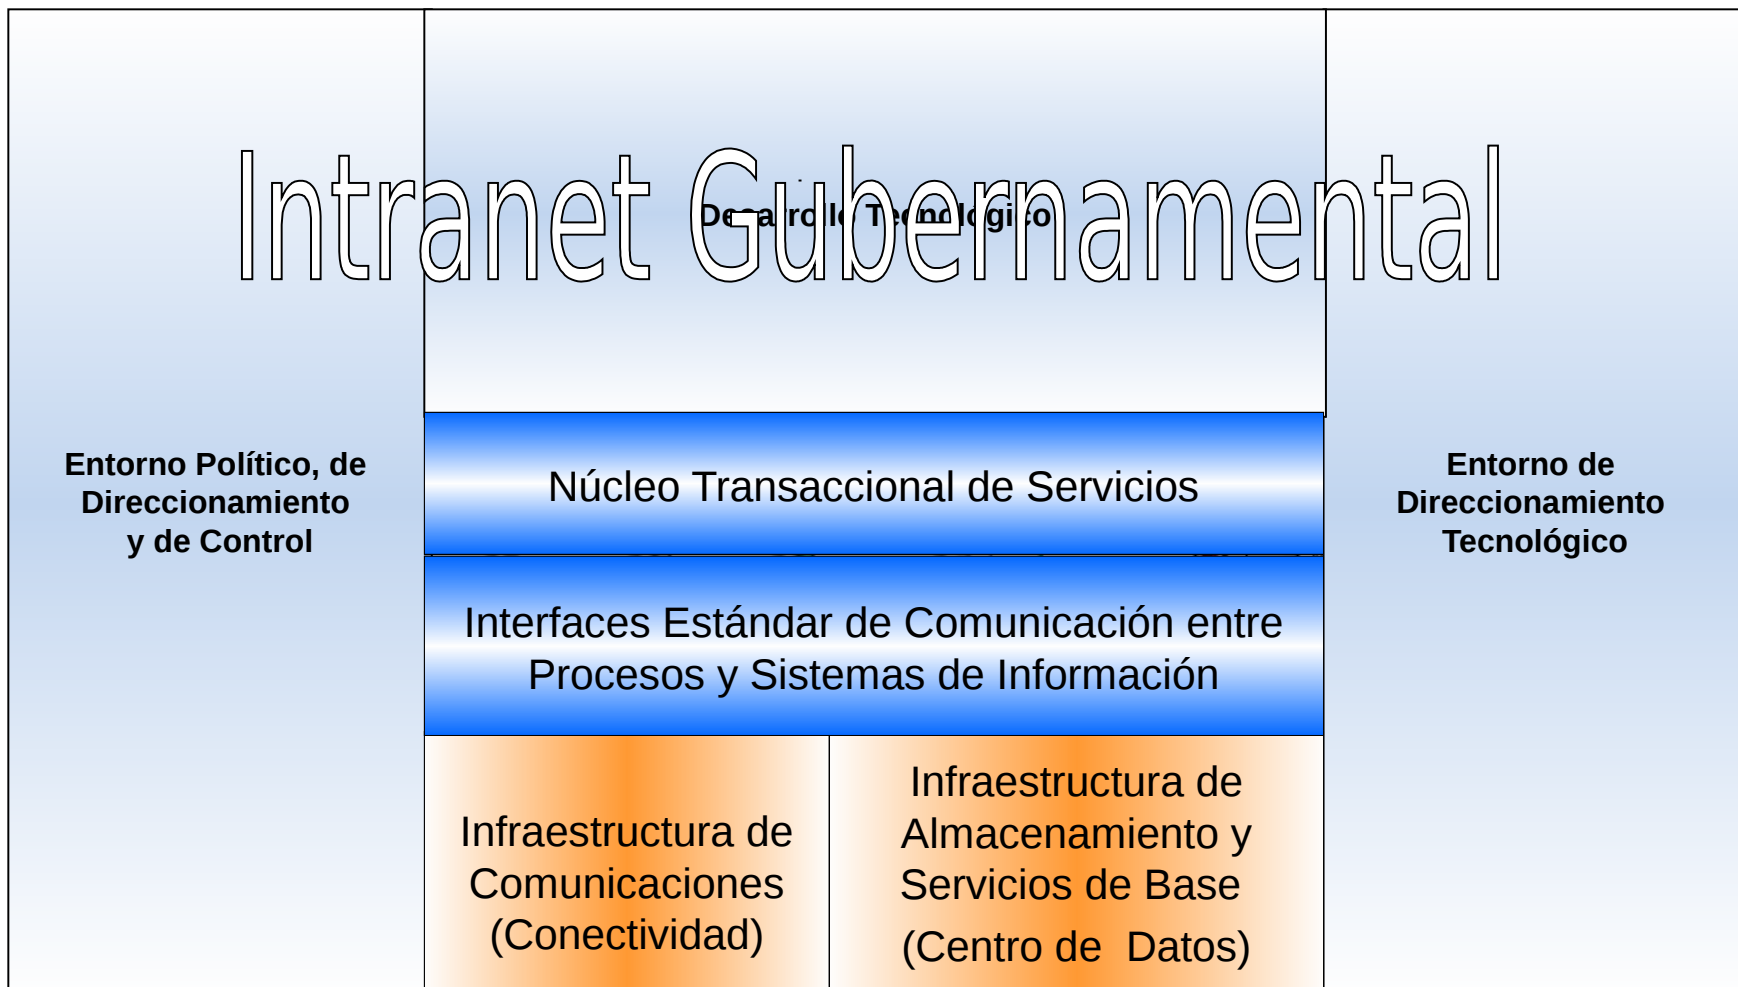 Intranet Gubernamental
Desarrollo Tecnológico
Entorno Político, de
Direccionamiento
y de Control
Núcleo Transaccional de Servicios
Entorno de
Direccionamiento
Tecnológico
Interfaces Estándar de Comunicación entre
Procesos y Sistemas de Información
Infraestructura de
Comunicaciones
(Conectividad)
Infraestructura de
Almacenamiento y
Servicios de Base
(Centro de  Datos)